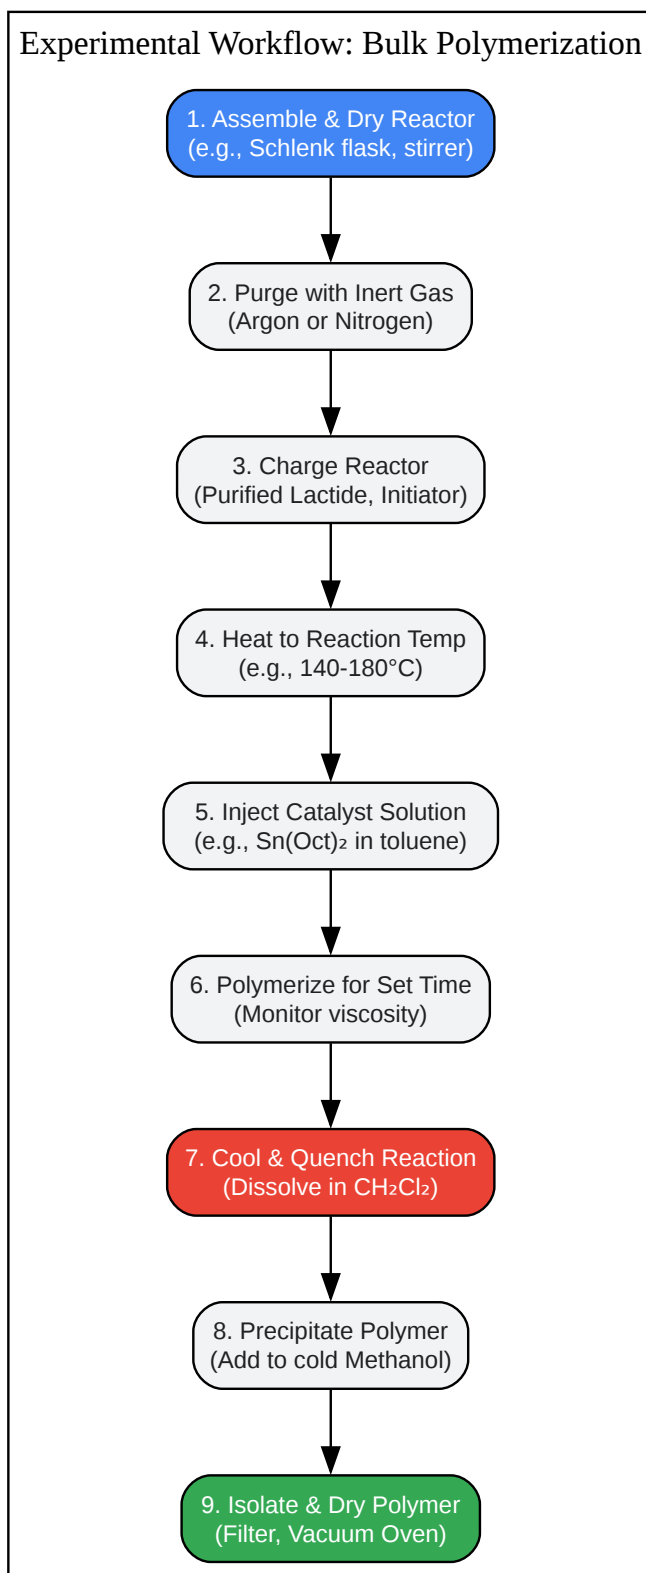 Experimental Workflow: Bulk Polymerization
1. Assemble & Dry Reactor
(e.g., Schlenk flask, stirrer)
2. Purge with Inert Gas
(Argon or Nitrogen)
3. Charge Reactor
(Purified Lactide, Initiator)
4. Heat to Reaction Temp
(e.g., 140-180°C)
5. Inject Catalyst Solution
(e.g., Sn(Oct)₂ in toluene)
6. Polymerize for Set Time
(Monitor viscosity)
7. Cool & Quench Reaction
(Dissolve in CH₂Cl₂)
8. Precipitate Polymer
(Add to cold Methanol)
9. Isolate & Dry Polymer
(Filter, Vacuum Oven)